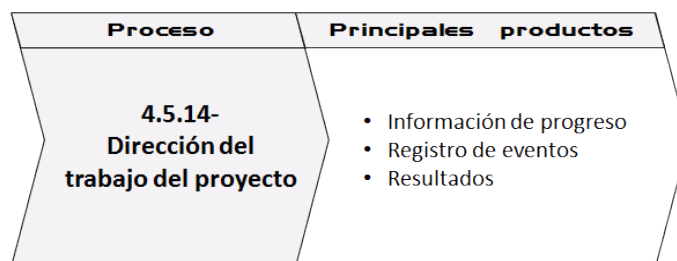 Proceso
Principales productos
4.5.14-
Dirección del
trabajo del proyecto
• Información de progreso
• Registro de eventos
• Resultados